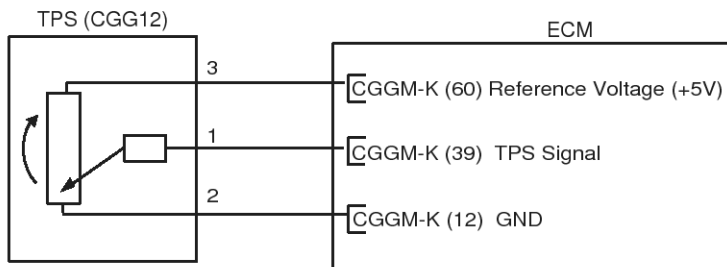 TPS (CGG12)
ECM
3
CGGM-K (60) Reference Voltage (+5V)
1
CGGM-K (39) TPS Signal
2
CGGM-K (12) GND